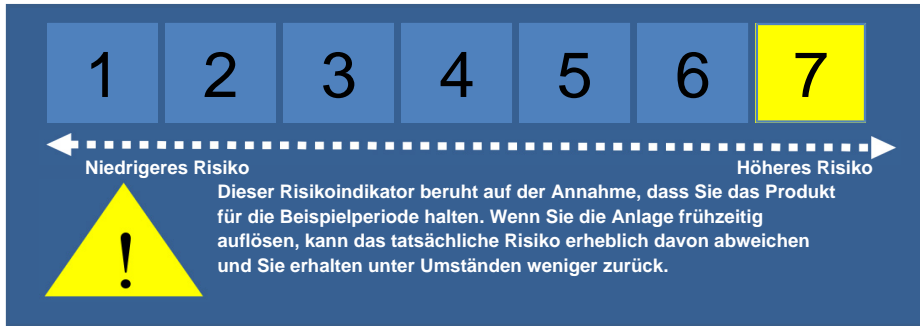 1 2 3 4 5 6 7
Niedrigeres Risiko Höheres Risiko
Dieser Risikoindikator beruht auf der Annahme, dass Sie das Produkt
für die Beispielperiode halten. Wenn Sie die Anlage frühzeitig
auflösen, kann das tatsächliche Risiko erheblich davon abweichen
und Sie erhalten unter Umständen weniger zurück.
!